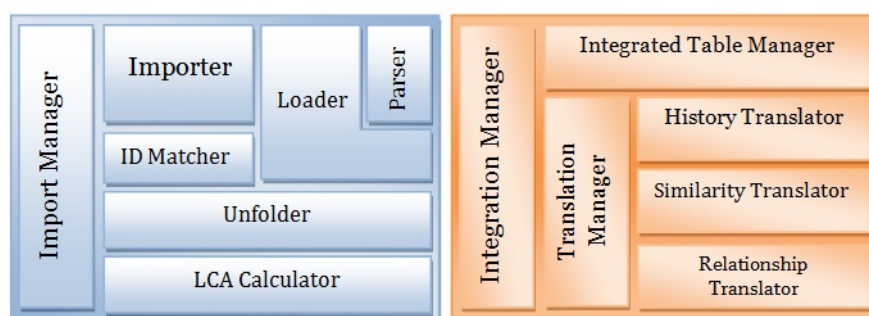 Import Manager
Importer
Loader
Parser
ID Matcher
Unfolder
LCA Calculator
Integration Manager
Integrated Table Manager
Translation
Manager
History Translator
Similarity Translator
Relationship
Translator